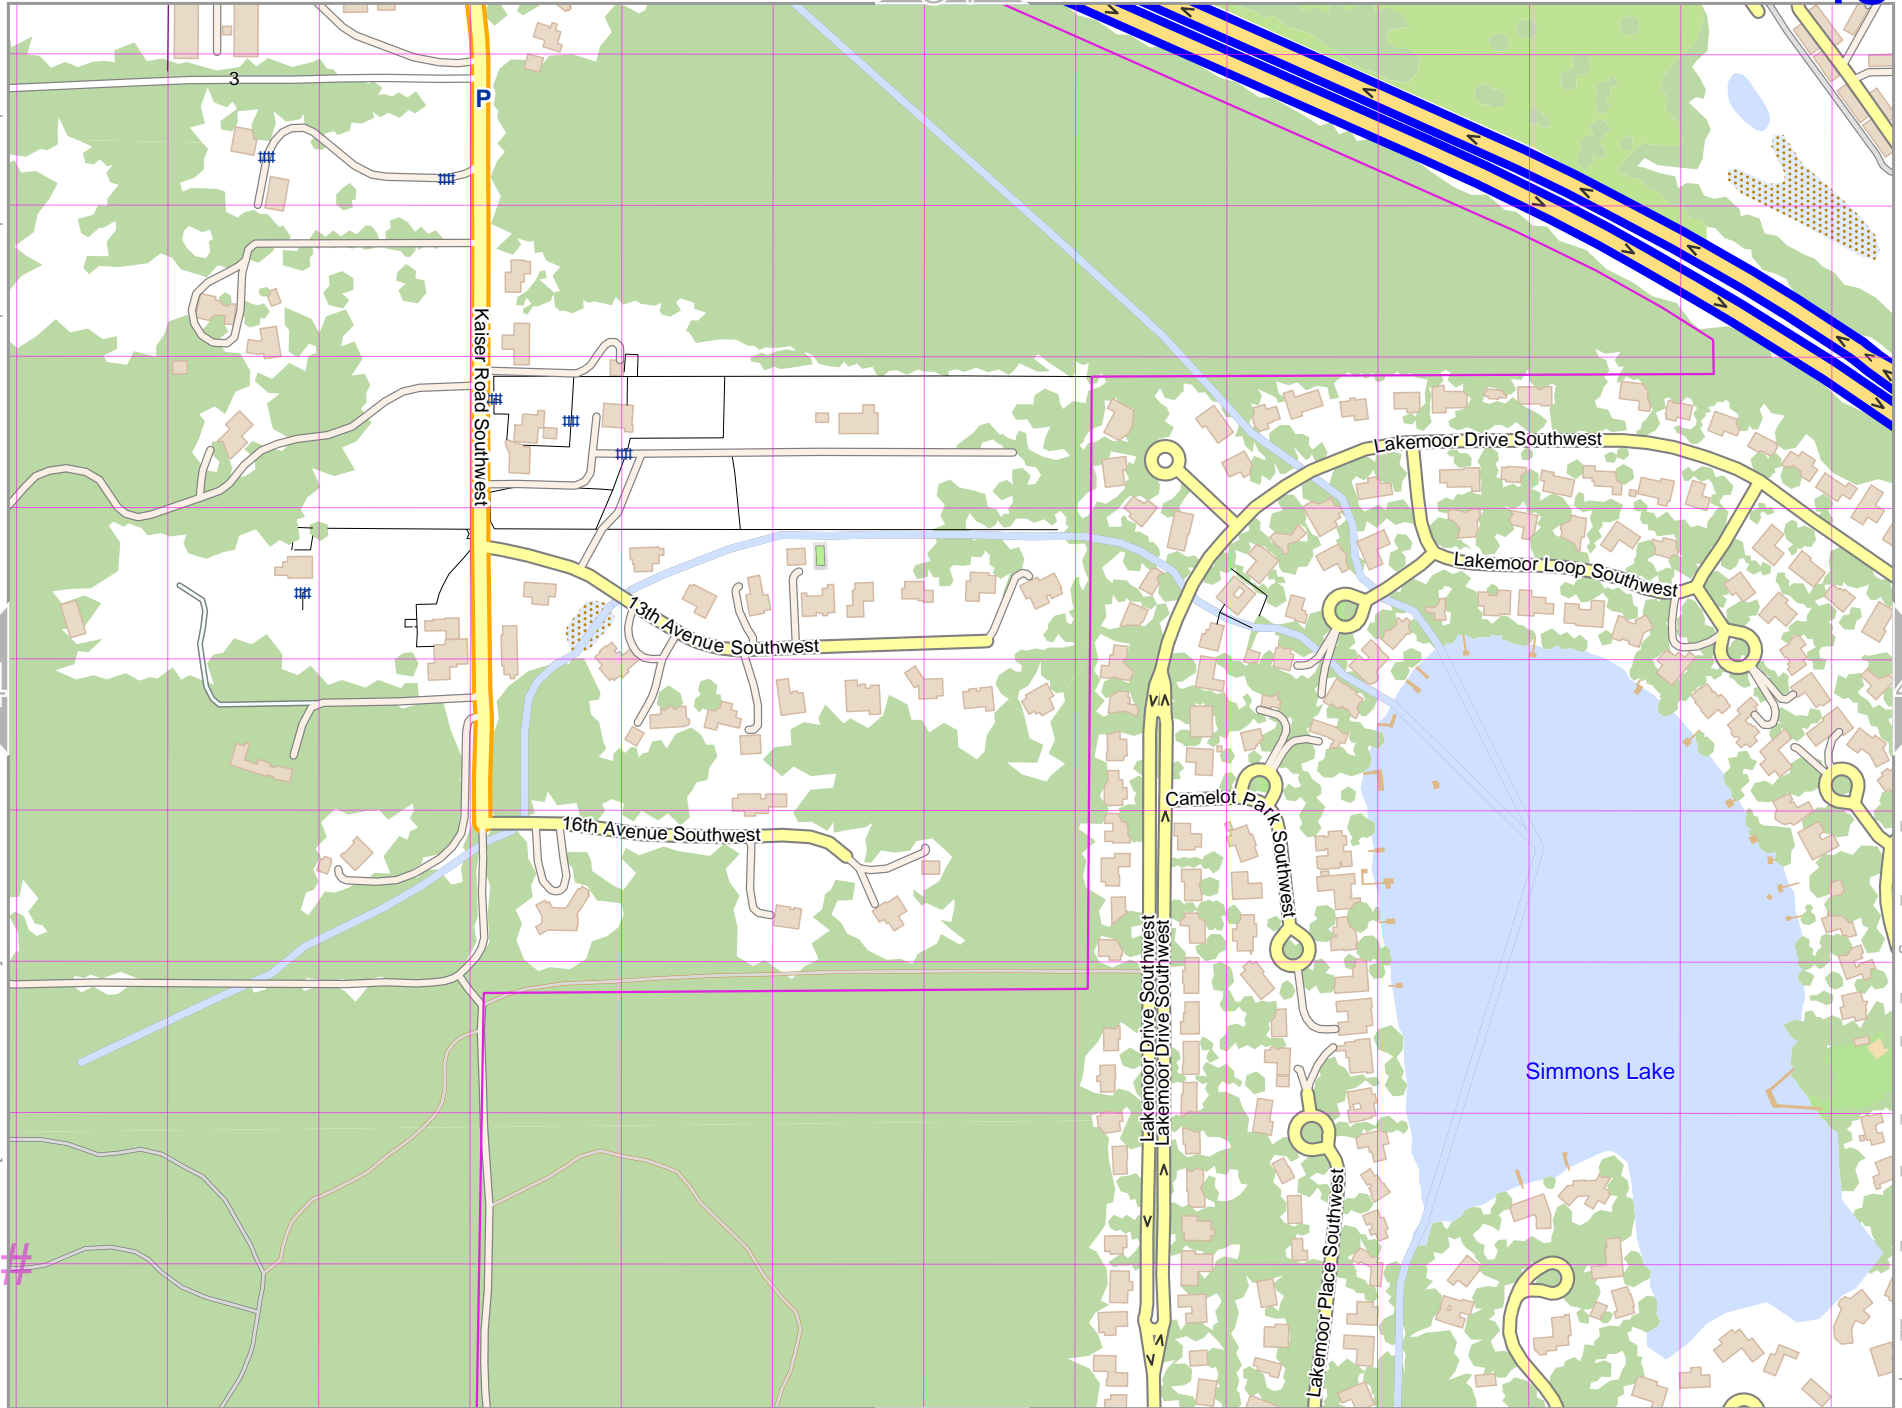 3
P
Kaiser Road Southwest
Lakemoor Drive Southwest
Lakemoor Loop Southwest
13th Avenue Southwest
Camelot Park Southwest
16th Avenue Southwest
Lakemoor Drive Southwest
Lakemoor Drive Southwest
Simmons Lake
Lakemoor Place Southwest
#